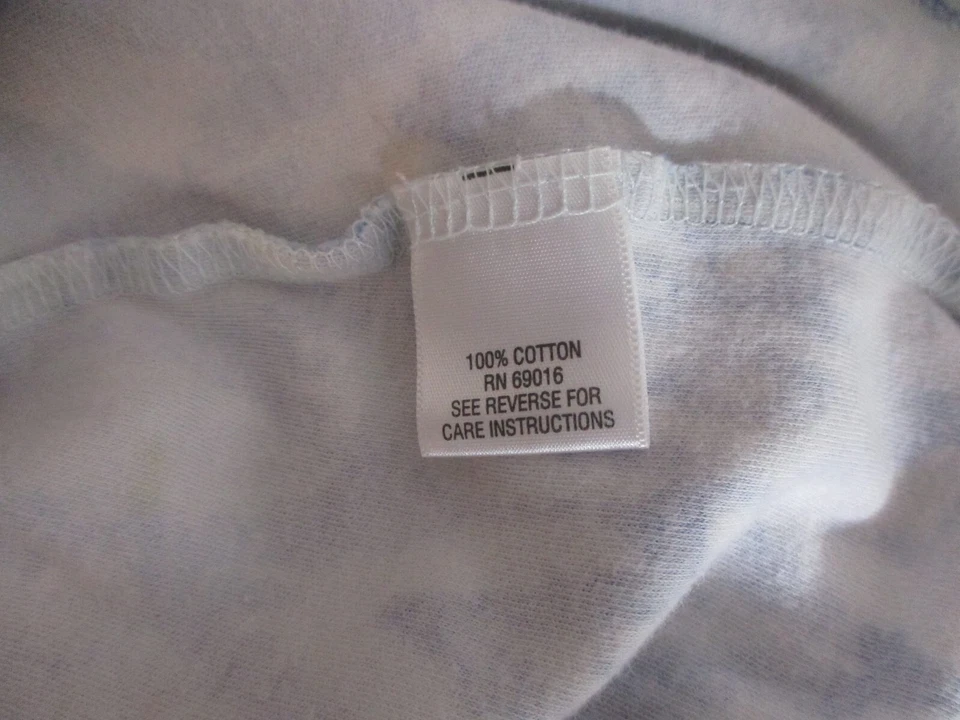 100% COTTON
RN 69016
SEE REVERSE FOR
CARE INSTRUCTIONS